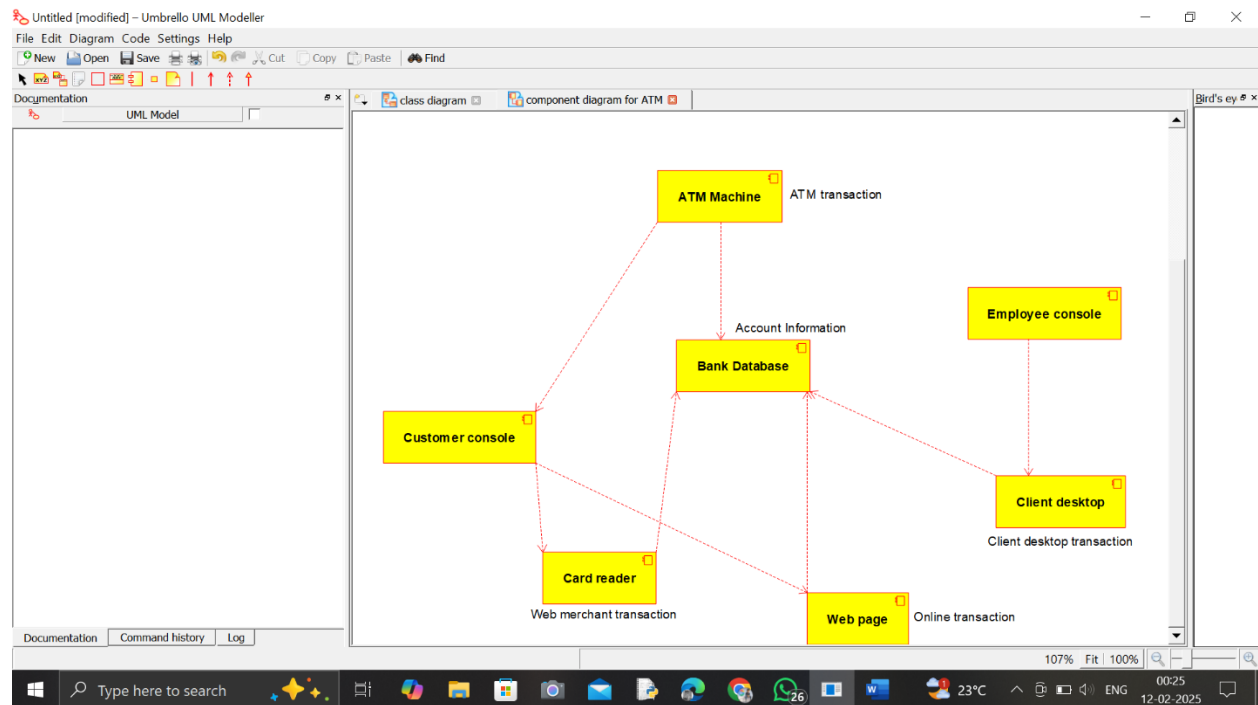 Untitled [modified] – Umbrello UML Modeller
File Edit Diagram Code Settings Help
New Open Save Cut Copy Paste Find
Documentation
UML Model
class diagram
component diagram for ATM
Bird's ey
ATM Machine
ATM transaction
Employee console
Account Information
Bank Database
Customer console
Client desktop
Client desktop transaction
Card reader
Web merchant transaction
Web page
Online transaction
Documentation Command history Log
107% Fit 100%
Type here to search
26
1
23°C
ENG
00:25
12-02-2025